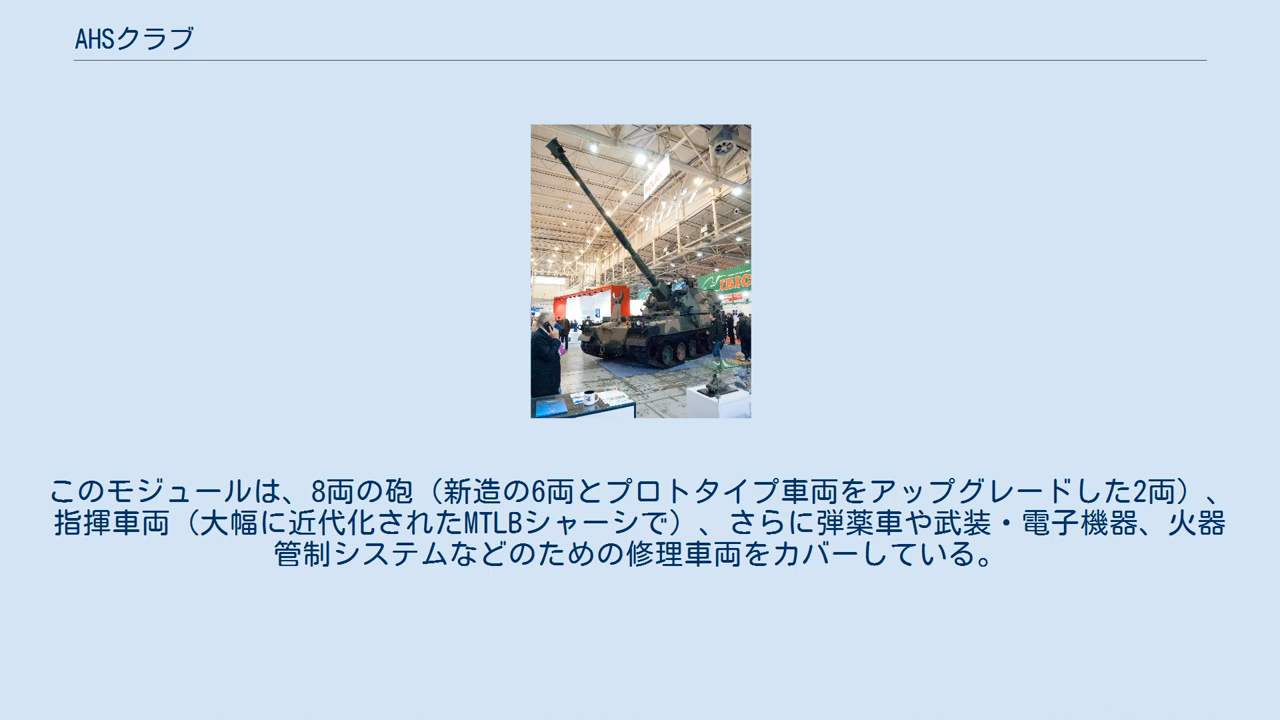 AHSクラブ
このモジュールは、8両の砲（新造の6両とプロトタイプ車両をアップグレードした2両）、
指揮車両（大幅に近代化されたMTLBシャーシで）、さらに弾薬車や武装・電子機器、火器
管制システムなどのための修理車両をカバーしている。